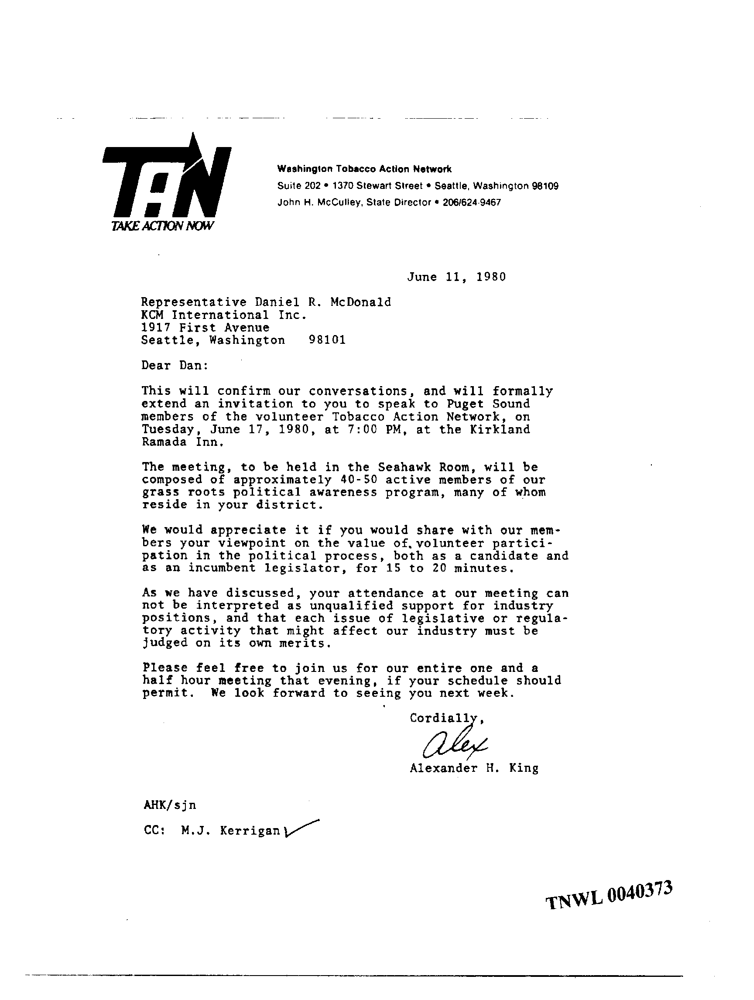 TAN
TAKE ACTION NOW
Washington Tobacco Action Network
Suite 202 • 1370 Stewart Street • Seattle, Washington 98109
John H. McCulley, State Director • 206/624-9467
June 11, 1980
Representative Daniel R. McDonald
KCM International Inc.
1917 First Avenue
Seattle, Washington 98101
Dear Dan:
This will confirm our conversations, and will formally
extend an invitation to you to speak to Puget Sound
members of the volunteer Tobacco Action Network, on
Tuesday, June 17, 1980, at 7:00 PM, at the Kirkland
Ramada Inn.
The meeting, to be held in the Seahawk Room, will be
composed of approximately 40-50 active members of our
grass roots political awareness program, many of whom
reside in your district.
We would appreciate it if you would share with our mem-
bers your viewpoint on the value of volunteer partici-
pation in the political process, both as a candidate and
as an incumbent legislator, for 15 to 20 minutes.
As we have discussed, your attendance at our meeting can
not be interpreted as unqualified support for industry
positions, and that each issue of legislative or regula-
tory activity that might affect our industry must be
judged on its own merits.
Please feel free to join us for our entire one and a
half hour meeting that evening, if your schedule should
permit. We look forward to seeing you next week.
Cordially,
Alex
Alexander H. King
AHK/sjn
CC: M.J. Kerrigan
TNWL 0040373